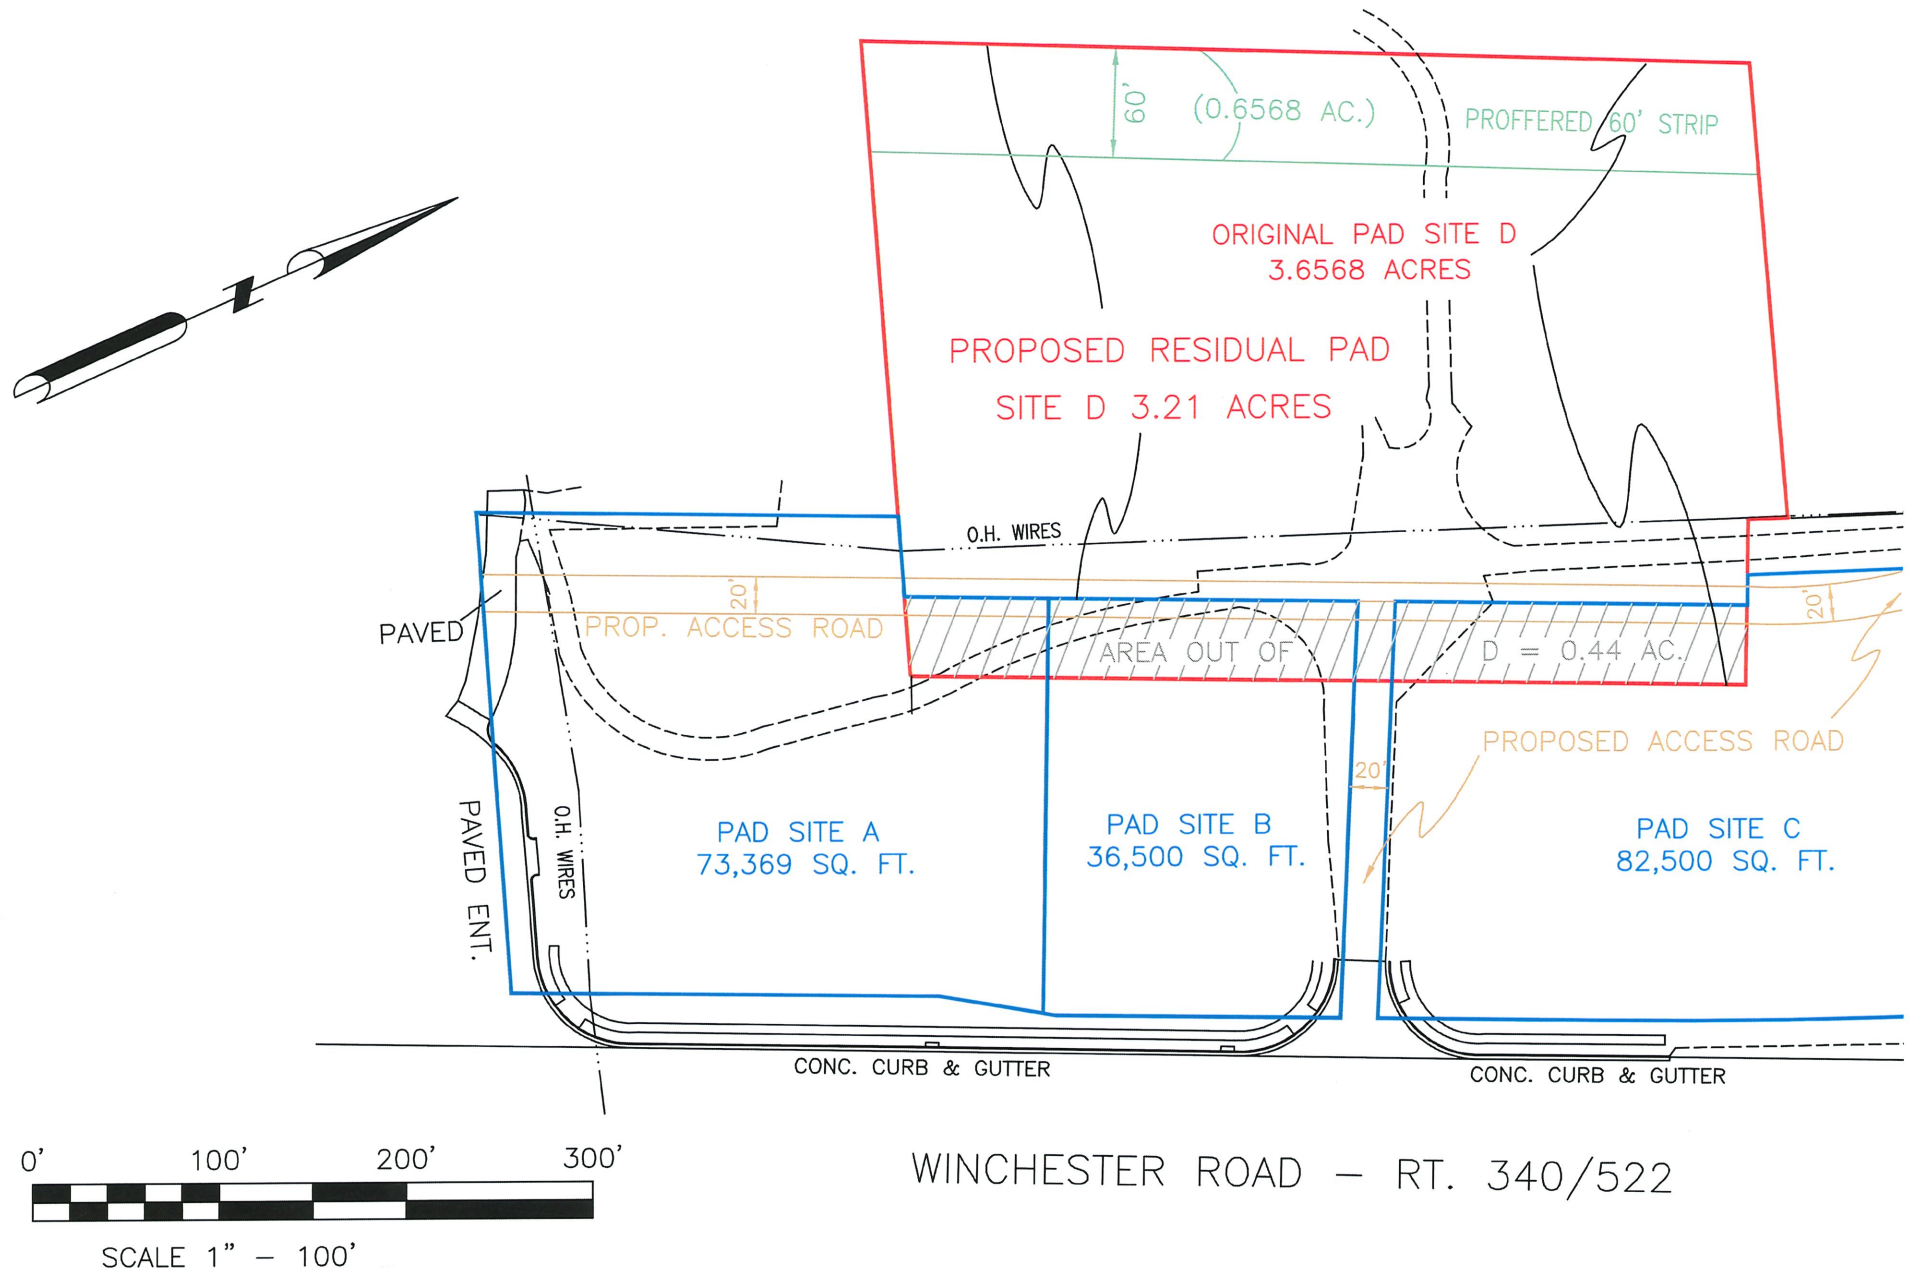 60'
(0.6568 AC.)
PROFFERED 60' STRIP
ORIGINAL PAD SITE D
3.6568 ACRES
N
PROPOSED RESIDUAL PAD
SITE D 3.21 ACRES
O.H. WIRES
20'
PAVED
PROP. ACCESS ROAD
20'
AREA OUT OF D = 0.44 AC.
PROPOSED ACCESS ROAD
20'
PAVED ENT.
O.H. WIRES
PAD SITE A
73,369 SQ. FT.
PAD SITE B
36,500 SQ. FT.
PAD SITE C
82,500 SQ. FT.
CONC. CURB & GUTTER
CONC. CURB & GUTTER
0' 100' 200' 300'
SCALE 1" – 100'
WINCHESTER ROAD – RT. 340/522